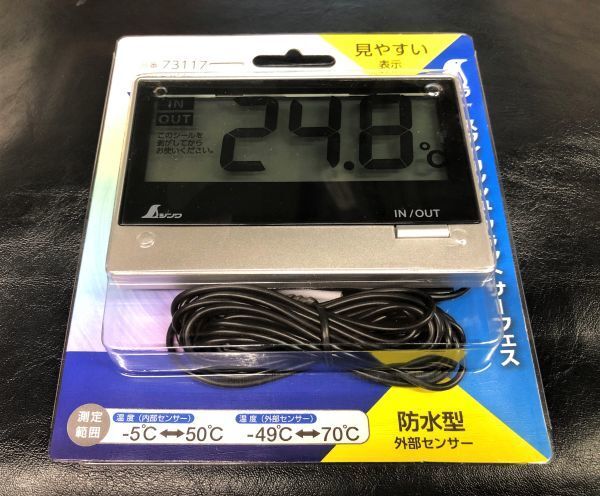 品番 73117
見やすい
表示
IN
OUT
このシールを
剥がしてから
お使いください。
24.8
℃
シンワ
IN/OUT
サーフェス
測定
範囲
温度(内部センサー)
-5℃↔50℃
温度(外部センサー)
-49℃↔70℃
防水型
外部センサー